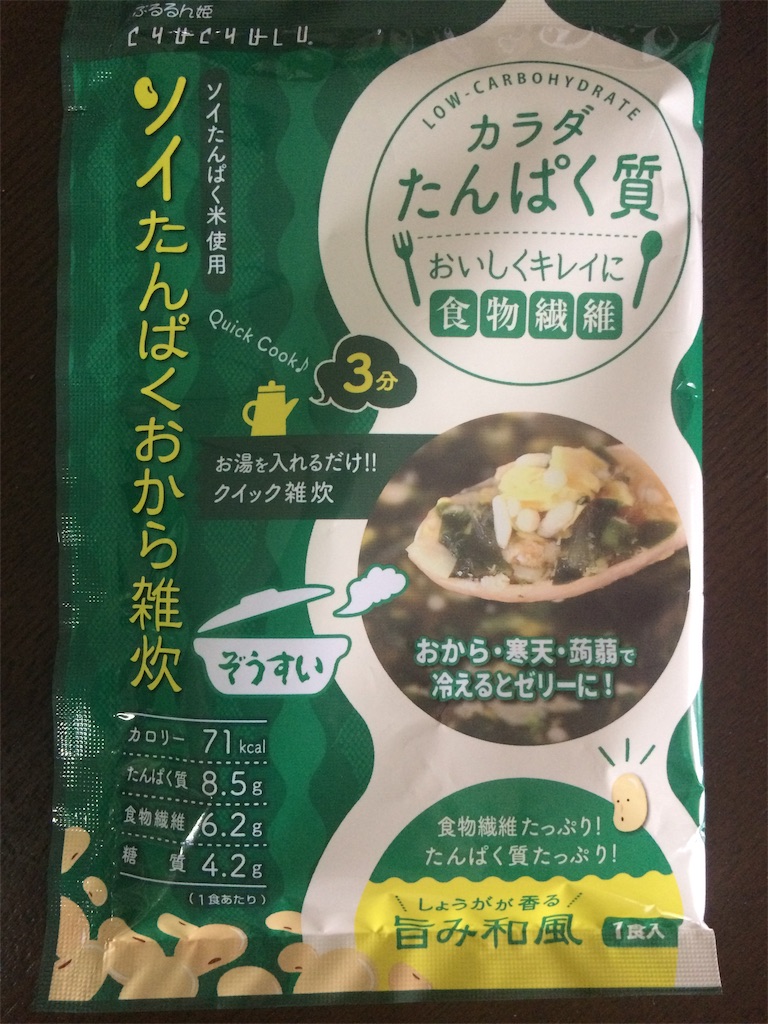 ぷるるん姫
CHUCHULU.
ソイたんぱくおから雑炊
ソイたんぱく米使用
LOW-CARBOHYDRATE
カラダ
たんぱく質
おいしくキレイに
食物繊維
Quick Cook♪
3分
お湯を入れるだけ!!
クイック雑炊
ぞうすい
おから・寒天・蒟蒻で
冷えるとゼリーに！
カロリー 71kcal
たんぱく質 8.5g
食物繊維 6.2g
糖質 4.2g
(1食あたり)
食物繊維たっぷり!
たんぱく質たっぷり!
しょうがが香る
旨み和風
1食入